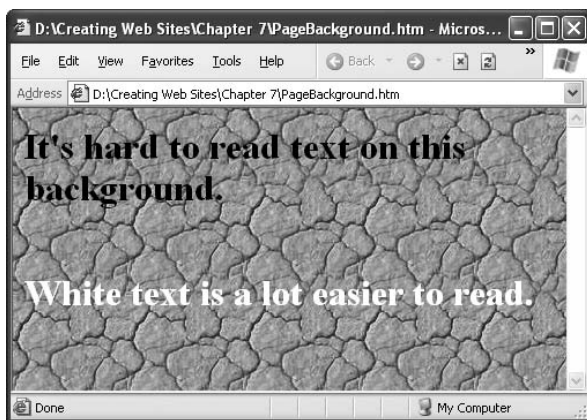 D:\Creating Web Sites\Chapter 7\PageBackground.htm - Micros...
File Edit View Favorites Tools Help Back »
Address D:\Creating Web Sites\Chapter 7\PageBackground.htm
It's hard to read text on this
background.
White text is a lot easier to read.
Done My Computer